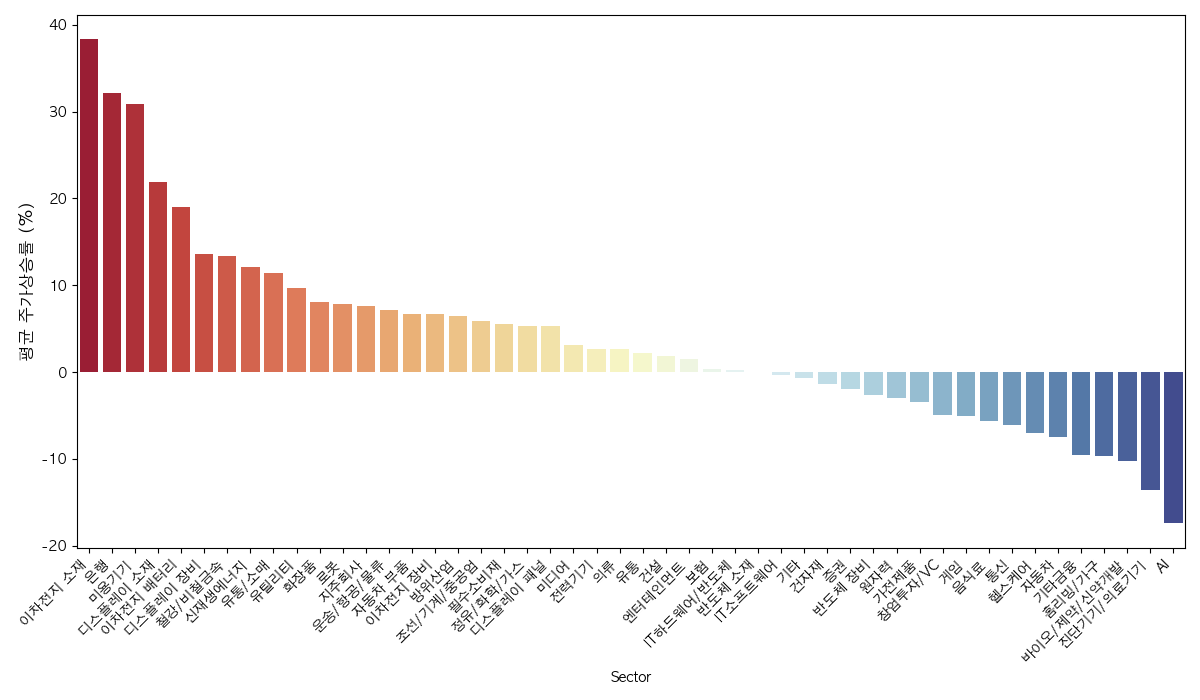 40
30
20
10
0
-10
-20
평균 주가상승률 (%)
이차전지 소재
은행
미용기기
디스플레이 소재
이차전지 배터리
디스플레이 장비
철강/비철금속
신재생에너지
유통/소매
유틸리티
화장품
로봇
지주회사
운송/항공/물류
자동차 부품
이차전지 장비
방위산업
조선/기계/중공업
필수소비재
정유/화학/가스
디스플레이 패널
미디어
전력기기
의류
유통
건설
엔터테인먼트
보험
IT하드웨어/반도체
반도체 소재
IT소프트웨어
기타
건자재
증권
반도체 장비
원자력
가전제품
창업투자/VC
게임
음식료
통신
헬스케어
자동차
기타금융
홈리빙/가구
바이오/제약/신약개발
진단기기/의료기기
AI
Sector